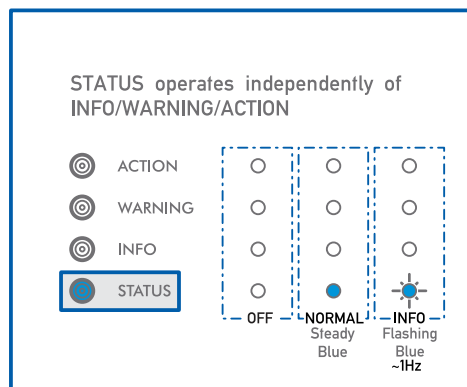 STATUS operates independently of
INFO/WARNING/ACTION
ACTION
WARNING
INFO
STATUS
OFF NORMAL INFO
Steady Flashing
Blue Blue
~1Hz